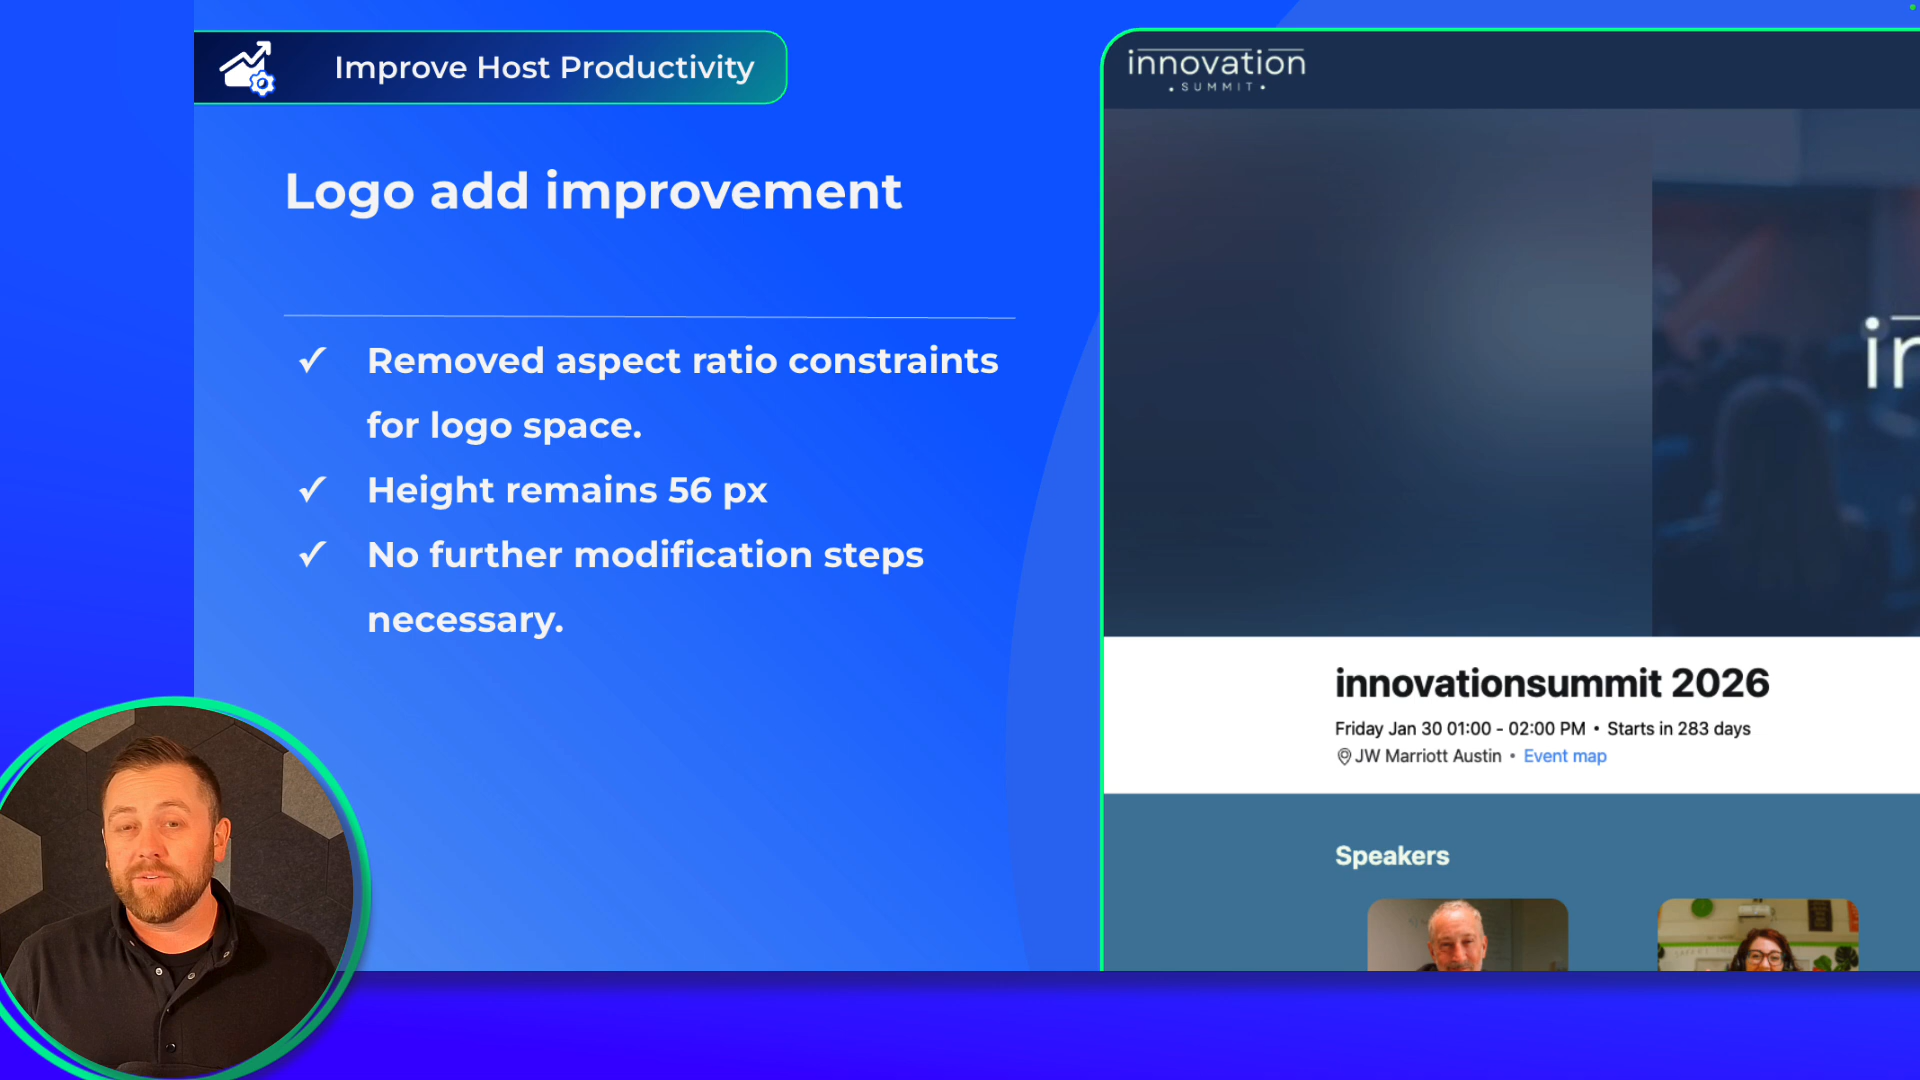 Improve Host Productivity
Logo add improvement
✓ Removed aspect ratio constraints
for logo space.
✓ Height remains 56 px
✓ No further modification steps
necessary.
innovation
• SUMMIT •
in
innovationsummit 2026
Friday Jan 30 01:00 - 02:00 PM • Starts in 283 days
JW Marriott Austin • Event map
Speakers